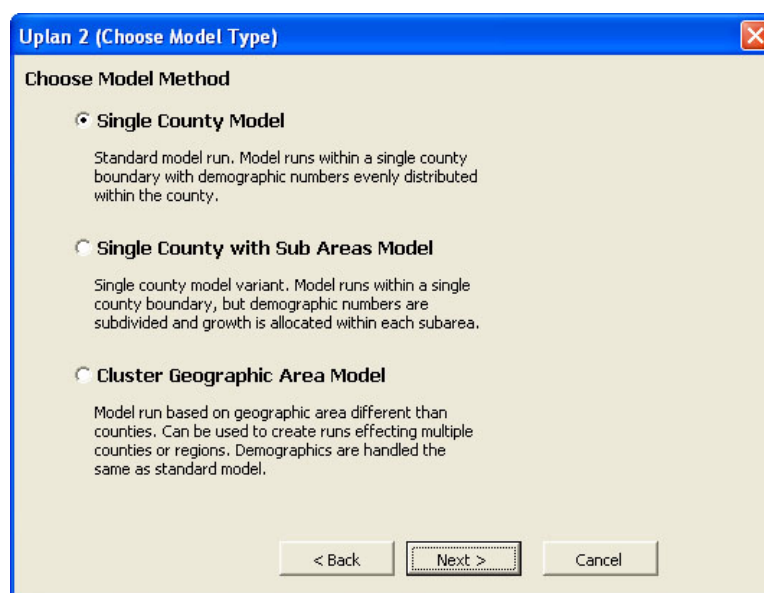 Uplan 2 (Choose Model Type)
Choose Model Method
Single County Model
Standard model run. Model runs within a single county
boundary with demographic numbers evenly distributed
within the county.
Single County with Sub Areas Model
Single county model variant. Model runs within a single
county boundary, but demographic numbers are
subdivided and growth is allocated within each subarea.
Cluster Geographic Area Model
Model run based on geographic area different than
counties. Can be used to create runs effecting multiple
counties or regions. Demographics are handled the
same as standard model.
< Back Next > Cancel